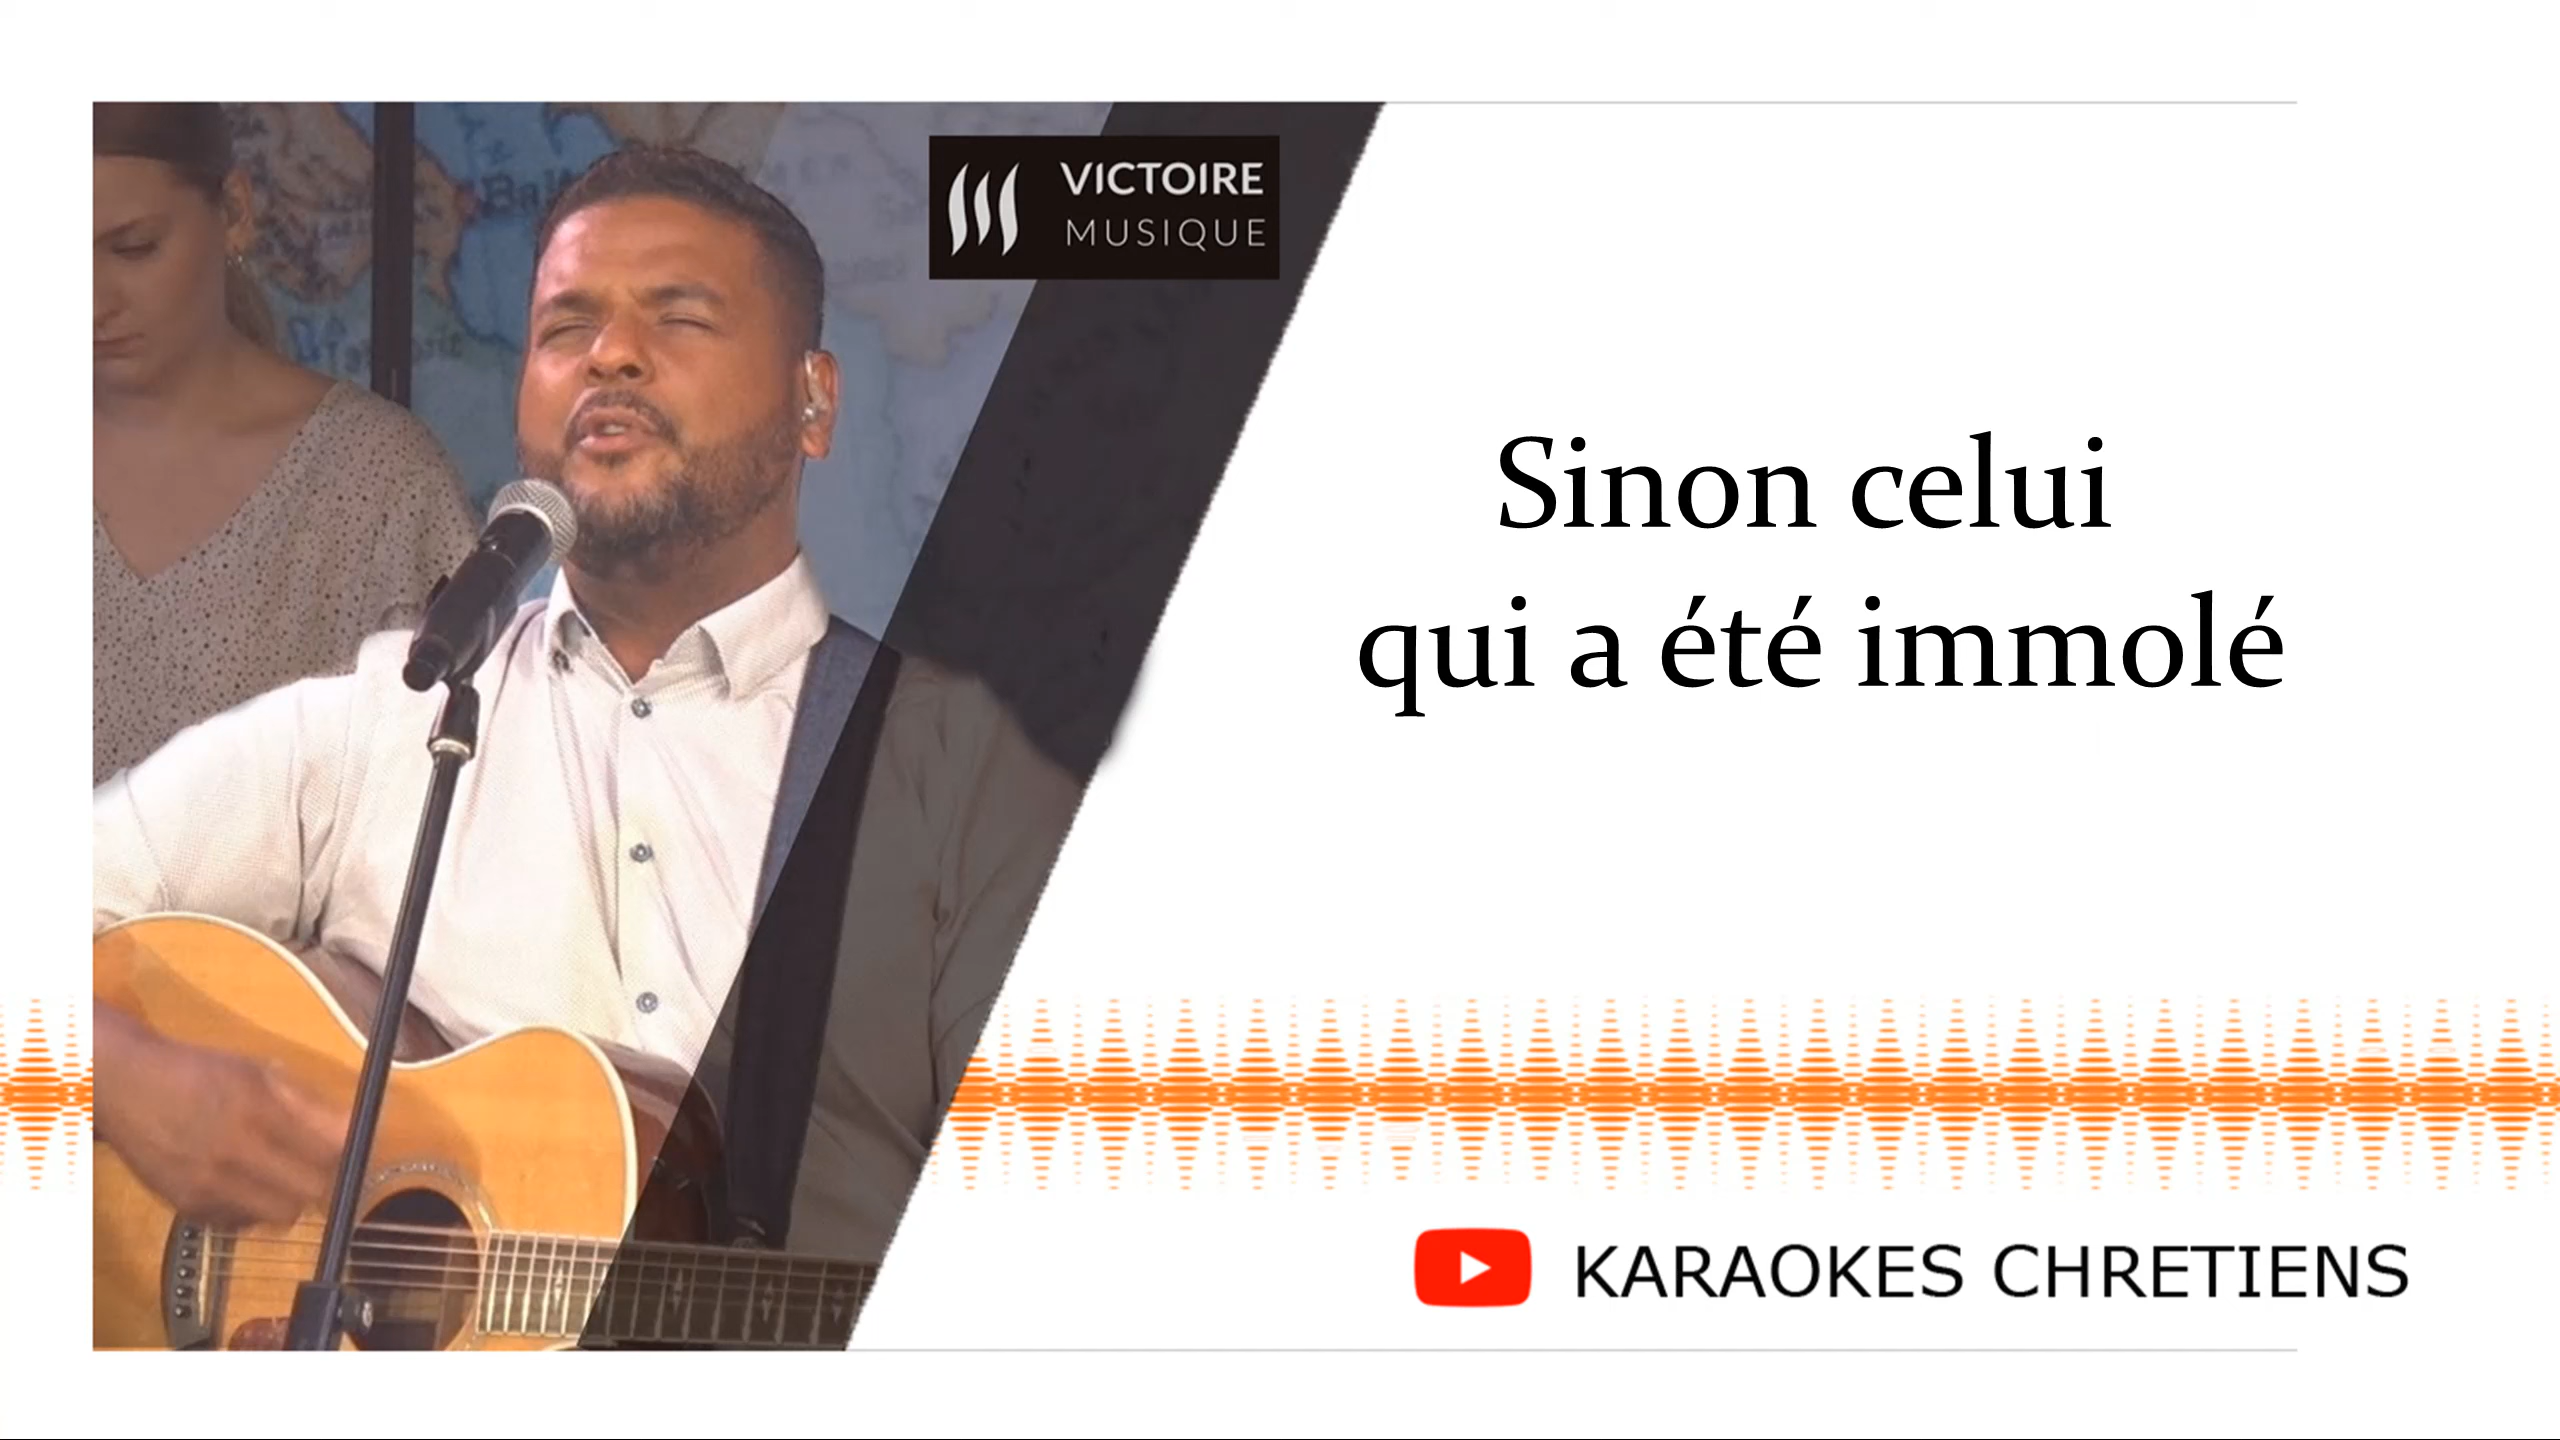 VICTOIRE
MUSIQUE
Sinon celui
qui a été immolé
KARAOKES CHRETIENS